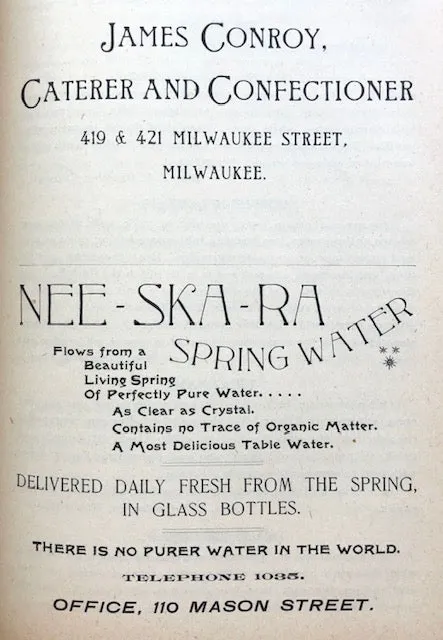 JAMES CONROY,
CATERER AND CONFECTIONER
419 & 421 MILWAUKEE STREET,
MILWAUKEE.
NEE-SKA-RA
SPRING WATER
Flows from a
Beautiful
Living Spring
Of Perfectly Pure Water. . . . .
As Clear as Crystal.
Contains no Trace of Organic Matter.
A Most Delicious Table Water.
DELIVERED DAILY FRESH FROM THE SPRING,
IN GLASS BOTTLES.
THERE IS NO PURER WATER IN THE WORLD.
TELEPHONE 1035.
OFFICE, 110 MASON STREET.